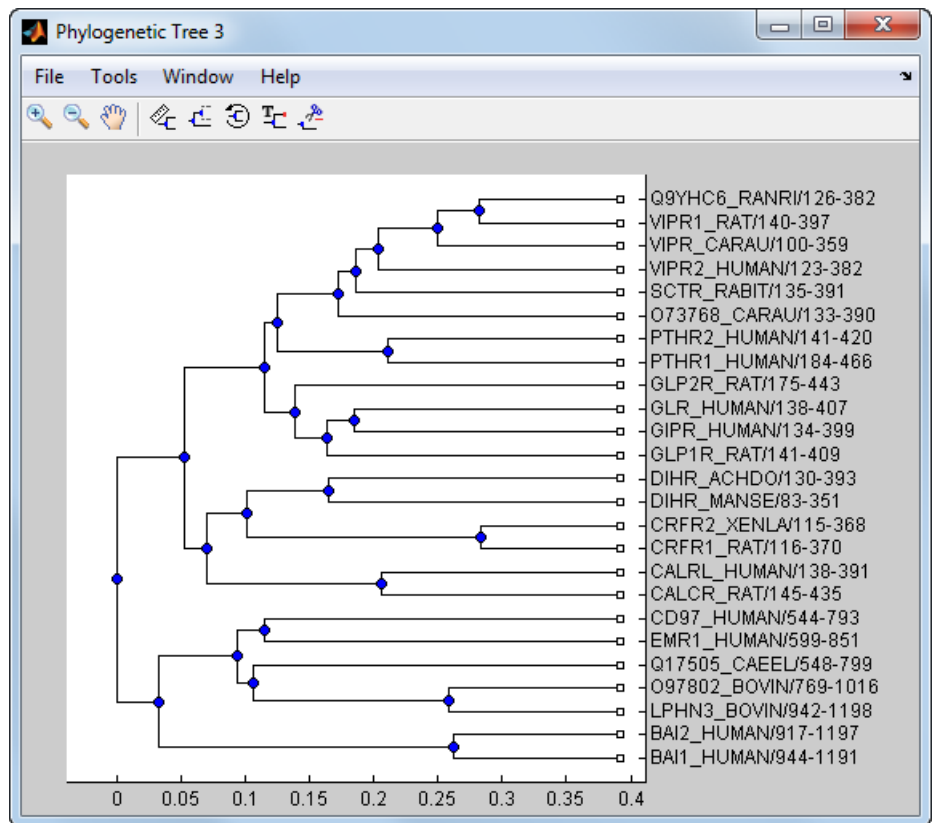 Phylogenetic Tree 3
File Tools Window Help
Q9YHC6_RANRI/126-382
VIPR1_RAT/140-397
VIPR_CARAU/100-359
VIPR2_HUMAN/123-382
SCTR_RABIT/135-391
O73768_CARAU/133-390
PTHR2_HUMAN/141-420
PTHR1_HUMAN/184-466
GLP2R_RAT/175-443
GLR_HUMAN/138-407
GIPR_HUMAN/134-399
GLP1R_RAT/141-409
DIHR_ACHDO/130-393
DIHR_MANSE/83-351
CRFR2_XENLA/115-368
CRFR1_RAT/116-370
CALRL_HUMAN/138-391
CALCR_RAT/145-435
CD97_HUMAN/544-793
EMR1_HUMAN/599-851
Q17505_CAEEL/548-799
O97802_BOVIN/769-1016
LPHN3_BOVIN/942-1198
BAI2_HUMAN/917-1197
BAI1_HUMAN/944-1191
0 0.05 0.1 0.15 0.2 0.25 0.3 0.35 0.4